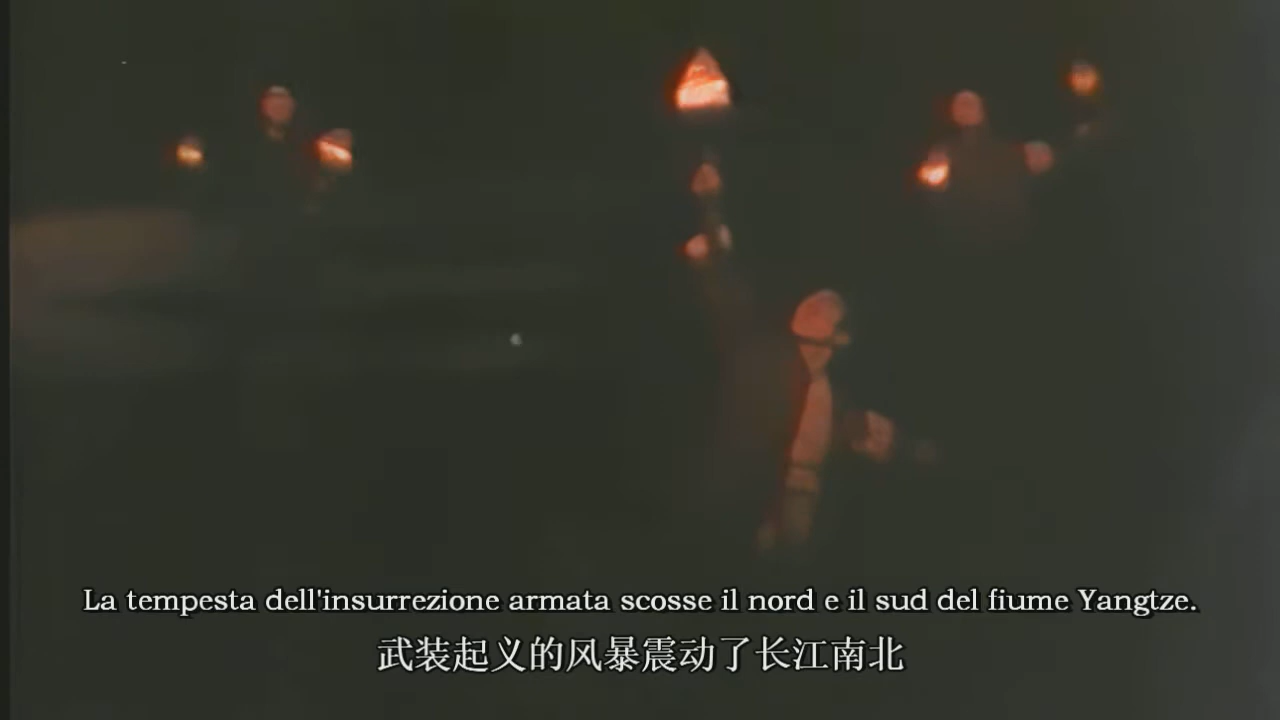 La tempesta dell'insurrezione armata scosse il nord e il sud del fiume Yangtze.
武装起义的风暴震动了长江南北